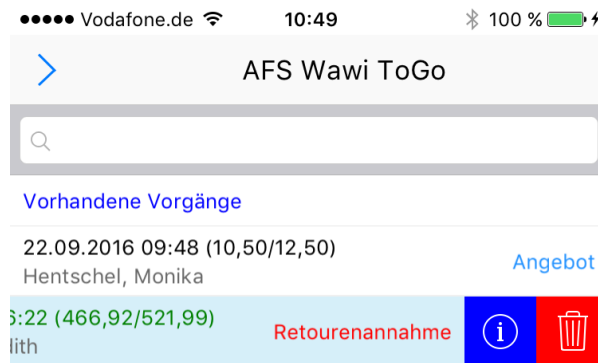 Vodafone.de 10:49 100 %
AFS Wawi ToGo
Vorhandene Vorgänge
22.09.2016 09:48 (10,50/12,50)
Angebot
Hentschel, Monika
:22 (466,92/521,99)
Retourenannahme